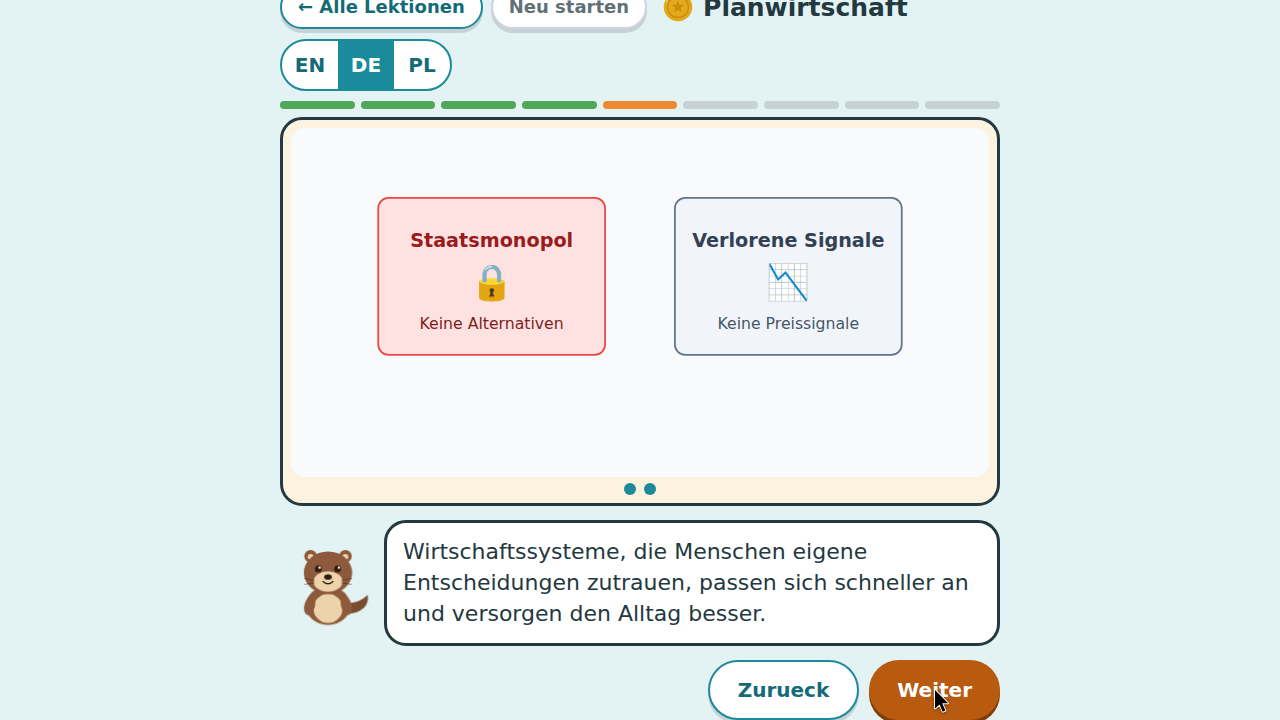 ← Alle Lektionen
Neu starten
Planwirtschaft
EN
DE
PL
Staatsmonopol
Keine Alternativen
Verlorene Signale
Keine Preissignale
Wirtschaftssysteme, die Menschen eigene
Entscheidungen zutrauen, passen sich schneller an
und versorgen den Alltag besser.
Zurueck
Weiter